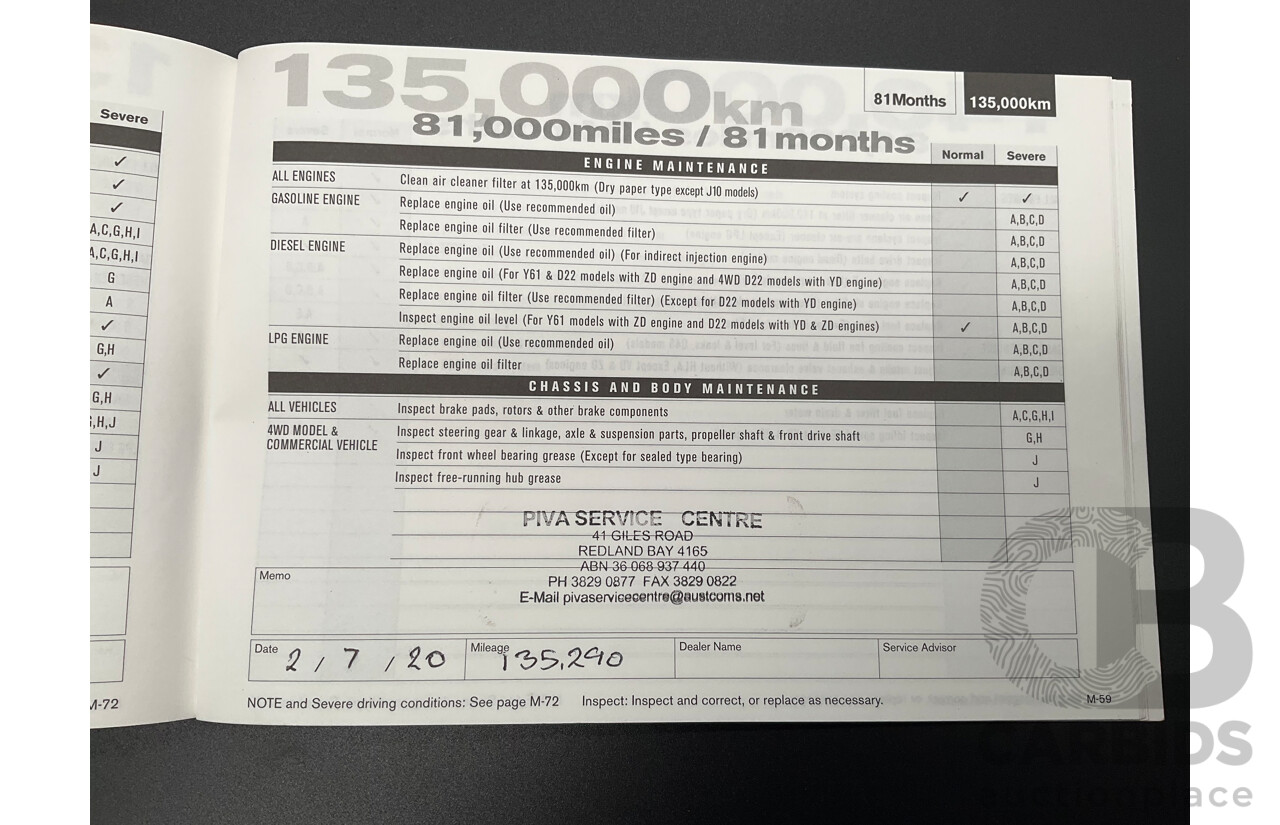 Severe
✓
✓
✓
A,C,G,H,I
A,C,G,H,I
G
A
✓
G,H
✓
G,H
G,H,J
J
J
M-72
135,000km
81,000miles / 81months
81Months
135,000km
Normal Severe
ENGINE MAINTENANCE
ALL ENGINES Clean air cleaner filter at 135,000km (Dry paper type except J10 models) ✓ ✓
GASOLINE ENGINE Replace engine oil (Use recommended oil) A,B,C,D
Replace engine oil filter (Use recommended filter) A,B,C,D
DIESEL ENGINE Replace engine oil (Use recommended oil) (For indirect injection engine) A,B,C,D
Replace engine oil (For Y61 & D22 models with ZD engine and 4WD D22 models with YD engine) A,B,C,D
Replace engine oil filter (Use recommended filter) (Except for D22 models with YD engine) A,B,C,D
Inspect engine oil level (For Y61 models with ZD engine and D22 models with YD & ZD engines) ✓ A,B,C,D
LPG ENGINE Replace engine oil (Use recommended oil) A,B,C,D
Replace engine oil filter A,B,C,D
CHASSIS AND BODY MAINTENANCE
ALL VEHICLES Inspect brake pads, rotors & other brake components A,C,G,H,I
4WD MODEL & Inspect steering gear & linkage, axle & suspension parts, propeller shaft & front drive shaft G,H
COMMERCIAL VEHICLE Inspect front wheel bearing grease (Except for sealed type bearing) J
Inspect free-running hub grease J
PIVA SERVICE CENTRE
41 GILES ROAD
REDLAND BAY 4165
ABN 36 068 937 440
PH 3829 0877 FAX 3829 0822
E-Mail pivaservicecentre@austcoms.net
Memo
Date 2/7/20 Mileage 135,290 Dealer Name Service Advisor
NOTE and Severe driving conditions: See page M-72 Inspect: Inspect and correct, or replace as necessary. M-59
CARBIDS
auctionplace